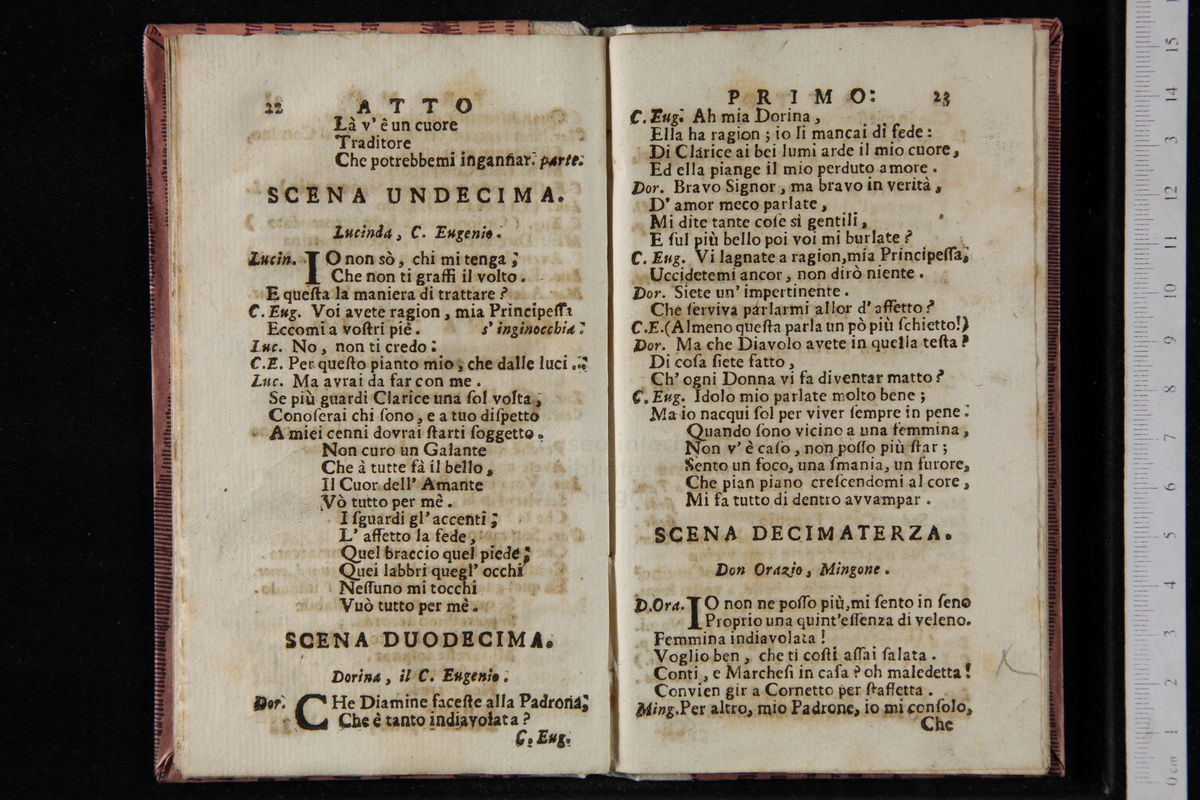 22 ATTO
Là v' è un cuore
Traditore
Che potrebbemi ingannar. parte.
SCENA UNDECIMA.
Lucinda, C. Eugenio.
Lucin. IO non sò, chi mi tenga;
Che non ti graffi il volto.
E queſta la maniera di trattare?
C. Eug. Voi avete ragion, mia Principeſſa
Eccomi a voſtri piè. s' inginocchia.
Luc. No, non ti credo:
C.E. Per queſto pianto mio, che dalle luci ..;
Luc. Ma avrai da far con me.
Se più guardi Clarice una ſol volta;
Conoſerai chi ſono, e a tuo diſpetto
A miei cenni dovrai ſtarti ſoggetto.
Non curo un Galante
Che à tutte fà il bello,
Il Cuor dell' Amante
Vò tutto per mè.
I ſguardi gl' accenti;
L' affetto la fede,
Quel braccio quel piede;
Quei labbri quegl' occhi
Neſſuno mi tocchi
Vuò tutto per mè.
SCENA DUODECIMA.
Dorina, il C. Eugenio.
Dor. CHe Diamine faceſte alla Padrona;
Che è tanto indiavolata?
C. Eug.
PRIMO: 23
C. Eug. Ah mia Dorina,
Ella ha ragion; io li mancai di fede:
Di Clarice ai bei lumi arde il mio cuore,
Ed ella piange il mio perduto amore.
Dor. Bravo Signor, ma bravo in verità,
D' amor meco parlate,
Mi dite tante coſe sì gentili,
E ſul più bello poi voi mi burlate?
C. Eug. Vi lagnate a ragion,mia Principeſſa;
Uccidetemi ancor, non dirò niente.
Dor. Siete un' impertinente.
Che ſerviva parlarmi allor d' affetto?
C.E.(Almeno queſta parla un pò più ſchietto!)
Dor. Ma che Diavolo avete in quella teſta?
Di coſa ſiete fatto,
Ch' ogni Donna vi fa diventar matto?
C. Eug. Idolo mio parlate molto bene;
Ma io nacqui ſol per viver ſempre in pene:
Quando ſono vicino a una femmina,
Non v' è caſo, non poſſo più ſtar;
Sento un foco, una ſmania, un furore,
Che pian piano creſcendomi al core,
Mi fa tutto di dentro avvampar.
SCENA DECIMATERZA.
Don Orazio, Mingone.
D.Ora. IO non ne poſſo più,mi ſento in ſeno
Proprio una quint'eſſenza di veleno.
Femmina indiavolata!
Voglio ben, che ti coſti aſſai ſalata.
Conti, e Marcheſi in caſa? oh maledetta!
Convien gir a Cornetto per ſtaffetta.
Ming.Per altro, mio Padrone, io mi conſolo,
Che